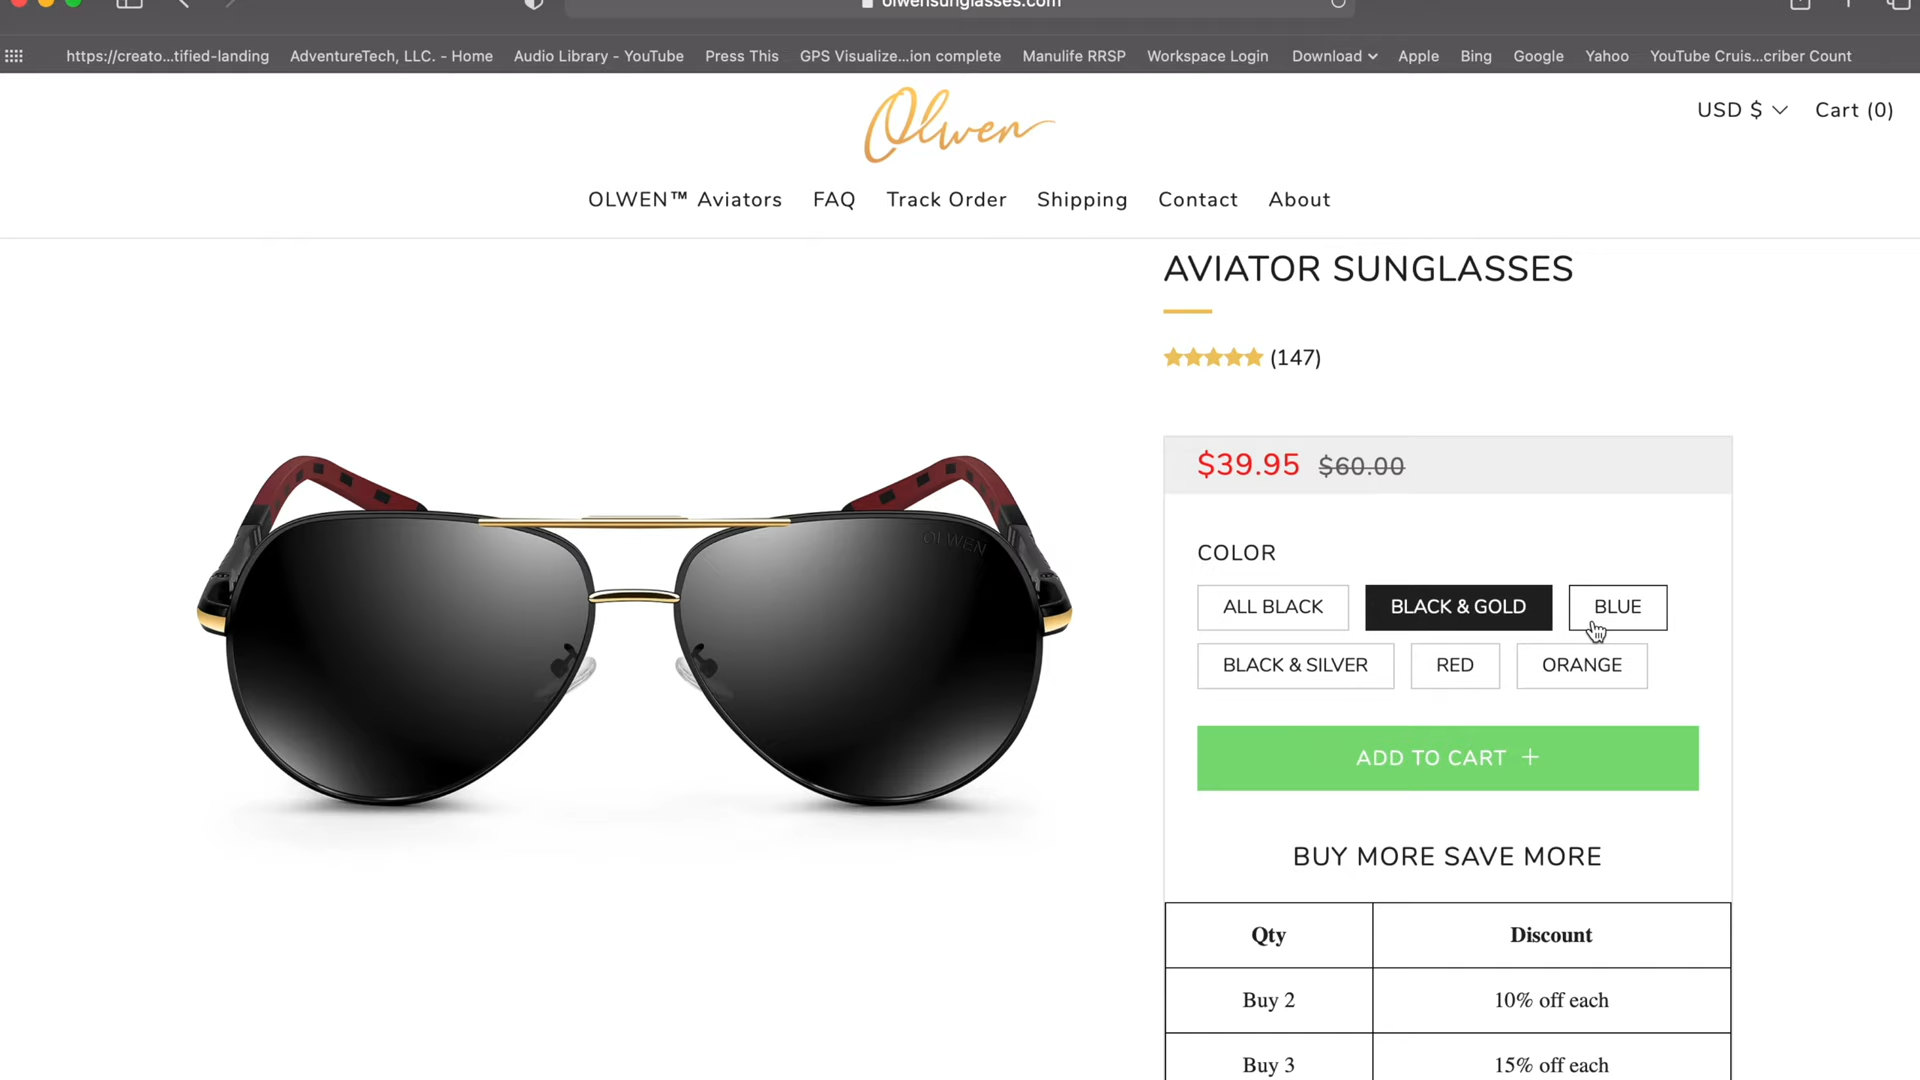 olwensunglasses.com
https://creato...tified-landing AdventureTech, LLC. - Home Audio Library - YouTube Press This GPS Visualize...ion complete Manulife RRSP Workspace Login Download Apple Bing Google Yahoo YouTube Cruis...criber Count
Olwen
USD $ Cart (0)
OLWEN™ Aviators FAQ Track Order Shipping Contact About
AVIATOR SUNGLASSES
(147)
$39.95 $60.00
OLWEN
COLOR
ALL BLACK BLACK & GOLD BLUE
BLACK & SILVER RED ORANGE
ADD TO CART +
BUY MORE SAVE MORE
Qty Discount
Buy 2 10% off each
Buy 3 15% off each